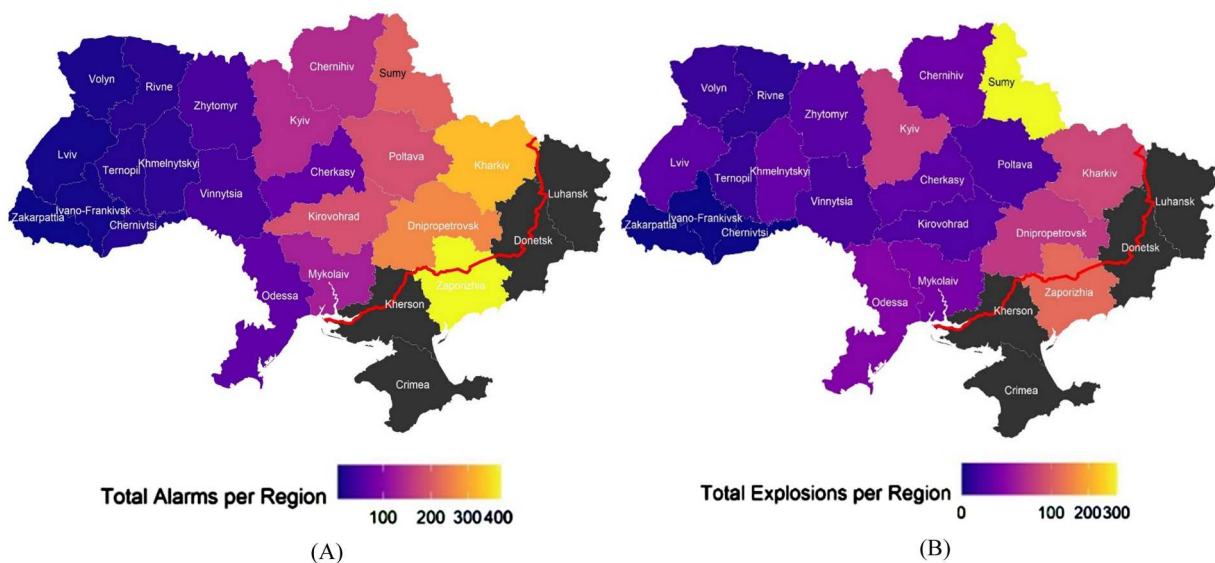 Volyn
Rivne
Zhytomyr
Chernihiv
Sumy
Kyiv
Lviv
Ternopil
Khmelnytskyi
Vinnytsia
Cherkasy
Poltava
Kharkiv
Luhansk
Zakarpattia
Ivano-Frankivsk
Chernivtsi
Kirovohrad
Dnipropetrovsk
Donetsk
Odessa
Mykolaiv
Kherson
Zaporizhia
Crimea
Total Alarms per Region
100 200 300 400
(A)
Volyn
Rivne
Zhytomyr
Chernihiv
Sumy
Kyiv
Lviv
Ternopil
Khmelnytskyi
Vinnytsia
Cherkasy
Poltava
Kharkiv
Luhansk
Zakarpattia
Ivano-Frankivsk
Chernivtsi
Kirovohrad
Dnipropetrovsk
Donetsk
Odessa
Mykolaiv
Kherson
Zaporizhia
Crimea
Total Explosions per Region
0 100 200 300
(B)